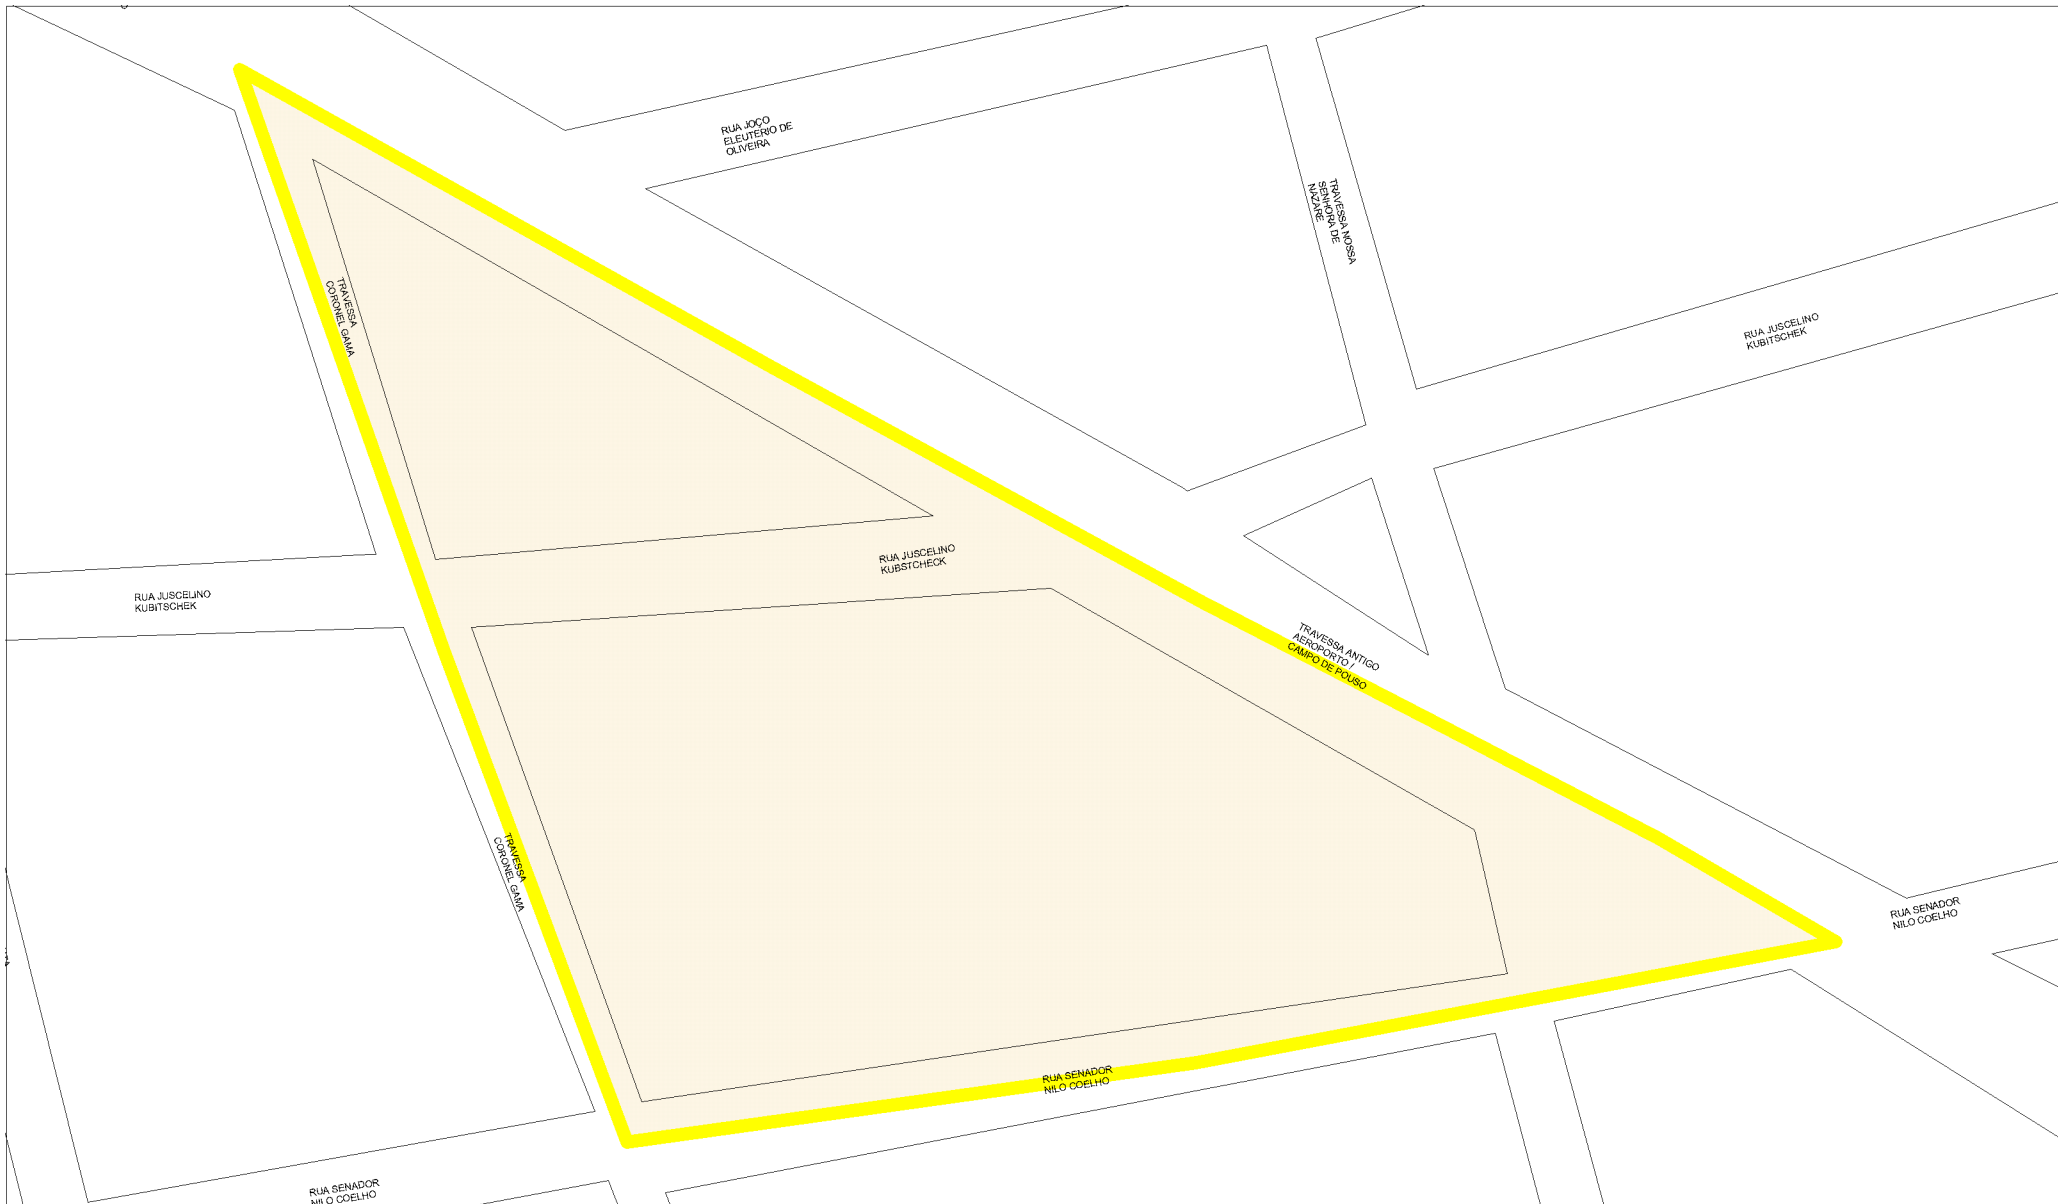 RUA JOÇO
ELEUTERIO DE
OLIVEIRA
TRAVESSA NOSSA
SENHORA DE
NAZARE
TRAVESSA
CORONEL GAMA
RUA JUSCELINO
KUBITSCHEK
RUA JUSCELINO
KUBSTCHECK
RUA JUSCELINO
KUBITSCHEK
TRAVESSA ANTIGO
AEROPORTO /
CAMPO DE POUSO
TRAVESSA
CORONEL GAMA
RUA SENADOR
NILO COELHO
RUA SENADOR
NILO COELHO
RUA SENADOR
NILO COELHO